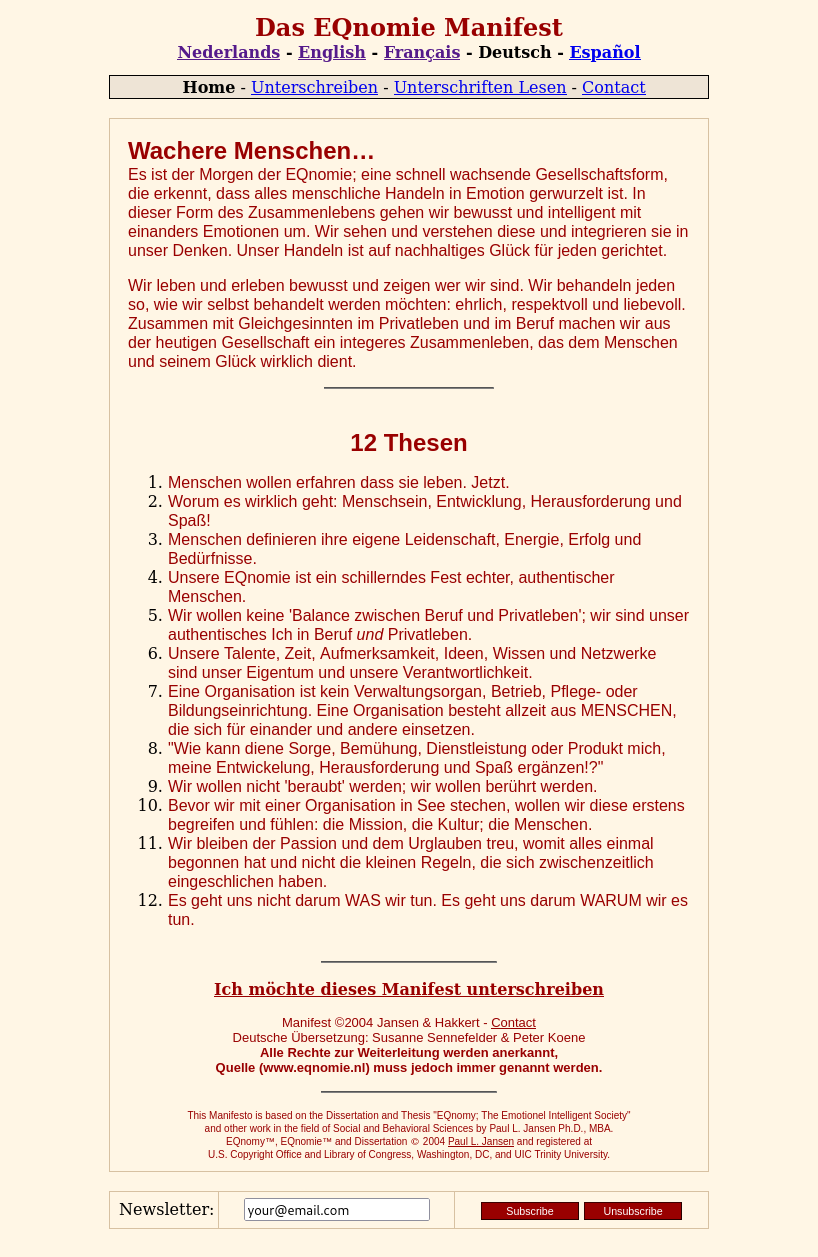 Das EQnomie Manifest
Nederlands - English - Français - Deutsch - Español
Home - Unterschreiben - Unterschriften Lesen - Contact
Wachere Menschen…
Es ist der Morgen der EQnomie; eine schnell wachsende Gesellschaftsform,
die erkennt, dass alles menschliche Handeln in Emotion gerwurzelt ist. In
dieser Form des Zusammenlebens gehen wir bewusst und intelligent mit
einanders Emotionen um. Wir sehen und verstehen diese und integrieren sie in
unser Denken. Unser Handeln ist auf nachhaltiges Glück für jeden gerichtet.
Wir leben und erleben bewusst und zeigen wer wir sind. Wir behandeln jeden
so, wie wir selbst behandelt werden möchten: ehrlich, respektvoll und liebevoll.
Zusammen mit Gleichgesinnten im Privatleben und im Beruf machen wir aus
der heutigen Gesellschaft ein integeres Zusammenleben, das dem Menschen
und seinem Glück wirklich dient.
12 Thesen
1. Menschen wollen erfahren dass sie leben. Jetzt.
2. Worum es wirklich geht: Menschsein, Entwicklung, Herausforderung und
Spaß!
3. Menschen definieren ihre eigene Leidenschaft, Energie, Erfolg und
Bedürfnisse.
4. Unsere EQnomie ist ein schillerndes Fest echter, authentischer
Menschen.
5. Wir wollen keine 'Balance zwischen Beruf und Privatleben'; wir sind unser
authentisches Ich in Beruf und Privatleben.
6. Unsere Talente, Zeit, Aufmerksamkeit, Ideen, Wissen und Netzwerke
sind unser Eigentum und unsere Verantwortlichkeit.
7. Eine Organisation ist kein Verwaltungsorgan, Betrieb, Pflege- oder
Bildungseinrichtung. Eine Organisation besteht allzeit aus MENSCHEN,
die sich für einander und andere einsetzen.
8. "Wie kann diene Sorge, Bemühung, Dienstleistung oder Produkt mich,
meine Entwickelung, Herausforderung und Spaß ergänzen!?"
9. Wir wollen nicht 'beraubt' werden; wir wollen berührt werden.
10. Bevor wir mit einer Organisation in See stechen, wollen wir diese erstens
begreifen und fühlen: die Mission, die Kultur; die Menschen.
11. Wir bleiben der Passion und dem Urglauben treu, womit alles einmal
begonnen hat und nicht die kleinen Regeln, die sich zwischenzeitlich
eingeschlichen haben.
12. Es geht uns nicht darum WAS wir tun. Es geht uns darum WARUM wir es
tun.
Ich möchte dieses Manifest unterschreiben
Manifest ©2004 Jansen & Hakkert - Contact
Deutsche Übersetzung: Susanne Sennefelder & Peter Koene
Alle Rechte zur Weiterleitung werden anerkannt,
Quelle (www.eqnomie.nl) muss jedoch immer genannt werden.
This Manifesto is based on the Dissertation and Thesis "EQnomy; The Emotionel Intelligent Society"
and other work in the field of Social and Behavioral Sciences by Paul L. Jansen Ph.D., MBA.
EQnomy™, EQnomie™ and Dissertation © 2004 Paul L. Jansen and registered at
U.S. Copyright Office and Library of Congress, Washington, DC, and UIC Trinity University.
Newsletter: your@email.com Subscribe Unsubscribe